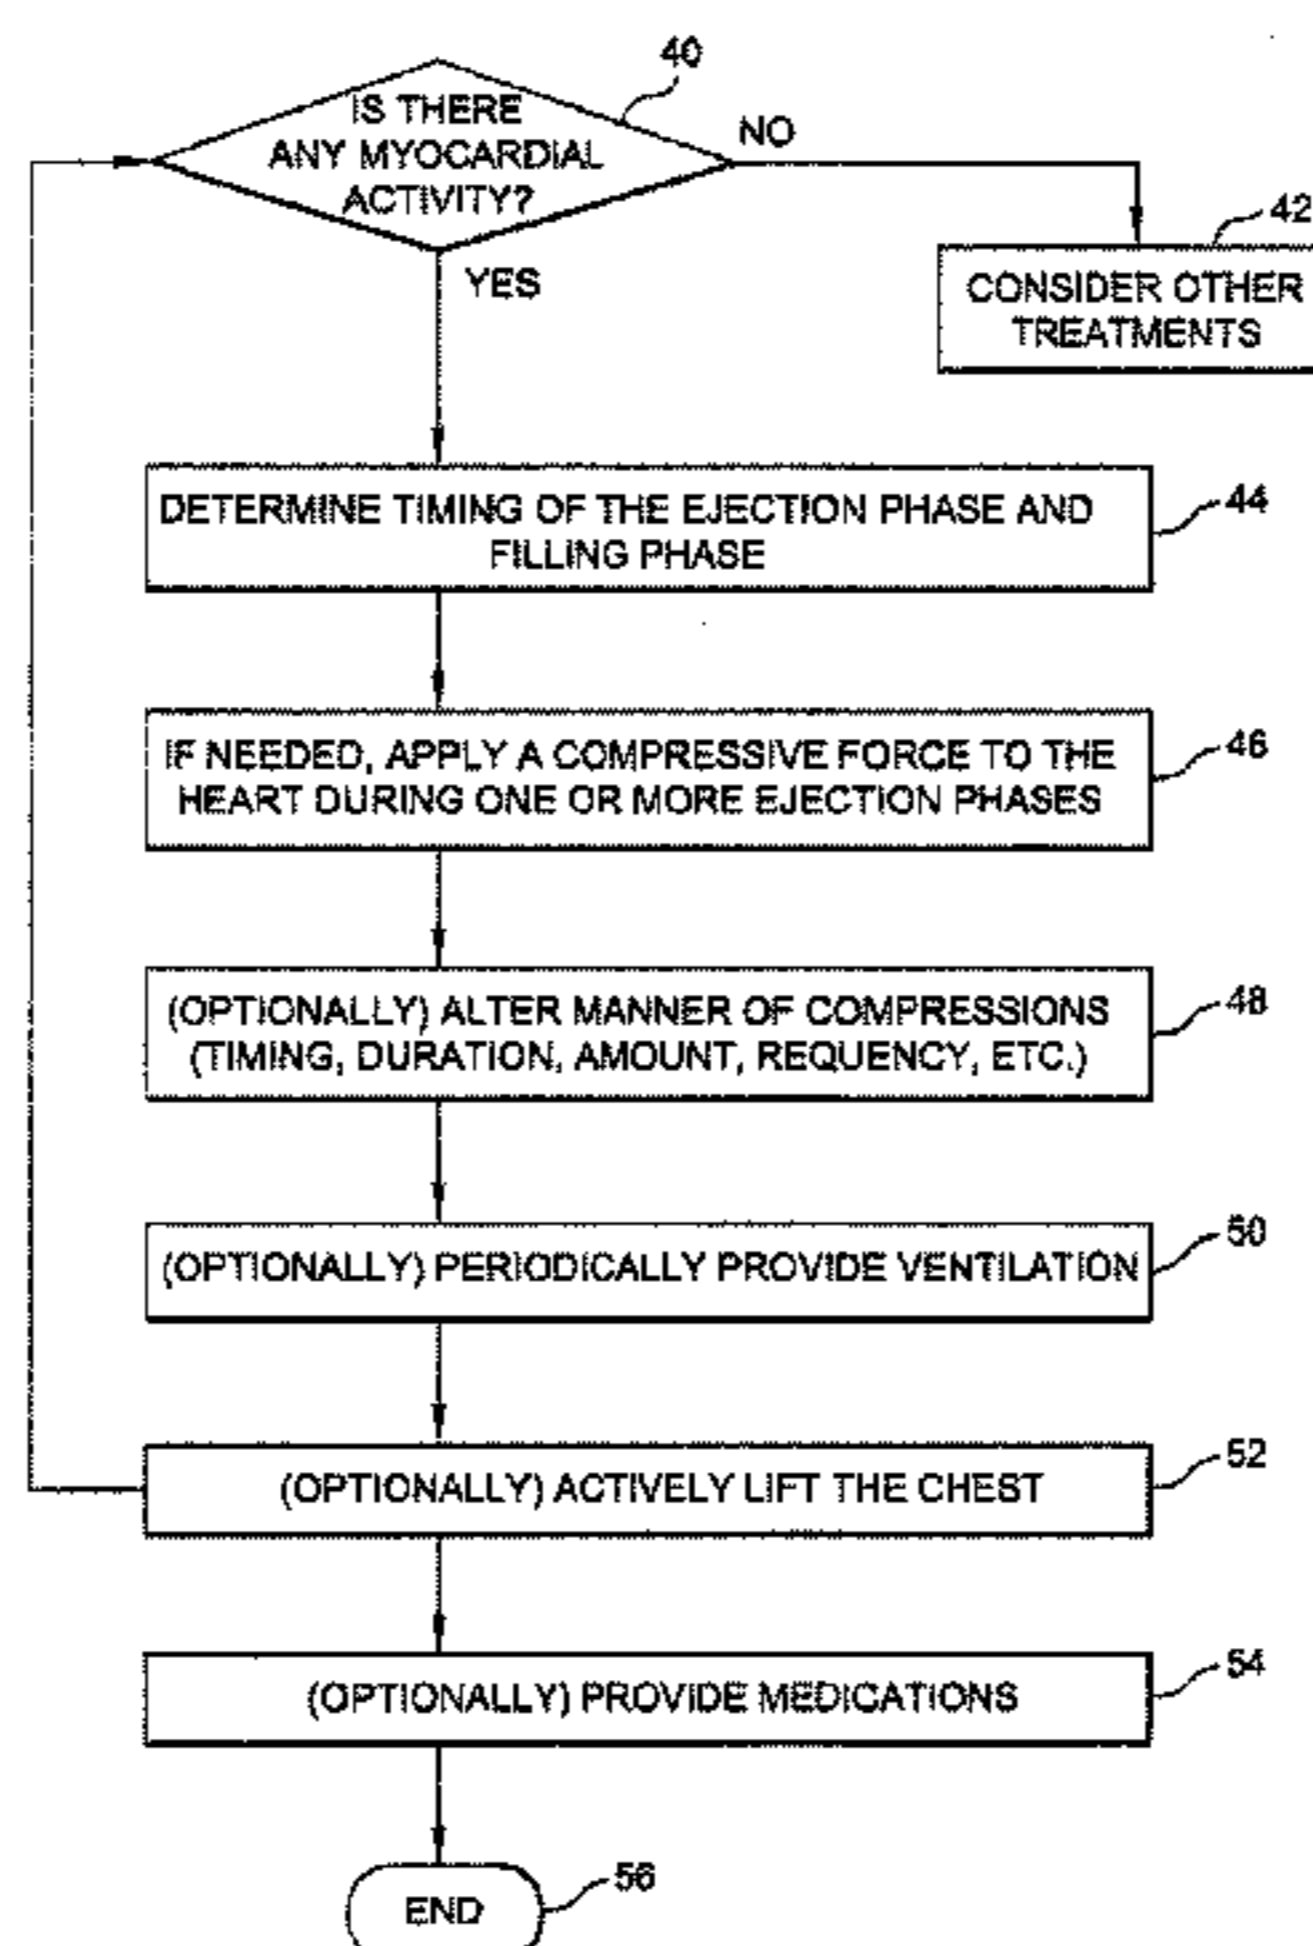 40
IS THERE
ANY MYOCARDIAL
ACTIVITY?
NO
YES
42
CONSIDER OTHER
TREATMENTS
44
DETERMINE TIMING OF THE EJECTION PHASE AND
FILLING PHASE
46
IF NEEDED, APPLY A COMPRESSIVE FORCE TO THE
HEART DURING ONE OR MORE EJECTION PHASES
48
(OPTIONALLY) ALTER MANNER OF COMPRESSIONS
(TIMING, DURATION, AMOUNT, REQUENCY, ETC.)
50
(OPTIONALLY) PERIODICALLY PROVIDE VENTILATION
52
(OPTIONALLY) ACTIVELY LIFT THE CHEST
54
(OPTIONALLY) PROVIDE MEDICATIONS
56
END